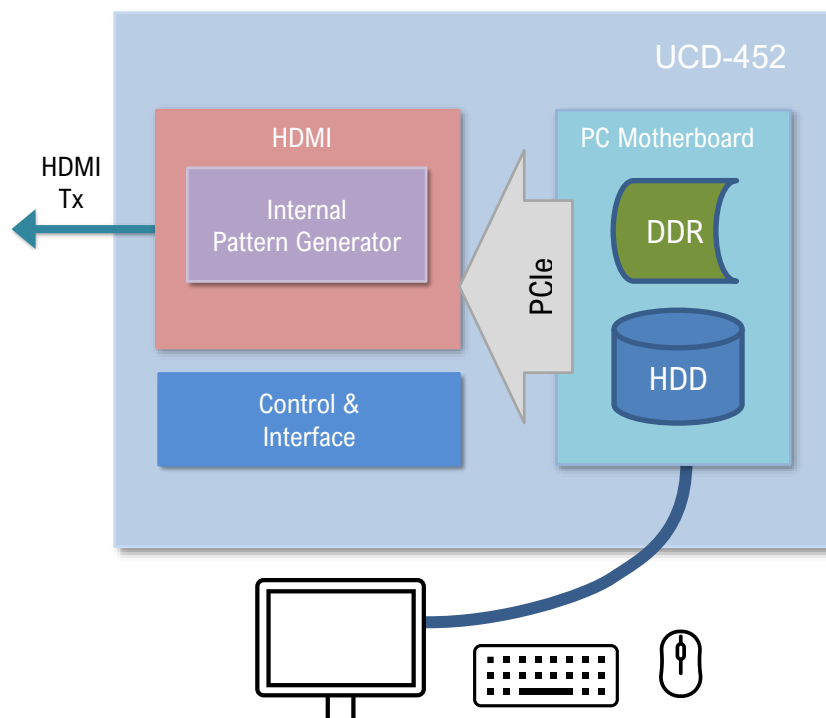 UCD-452
HDMI
PC Motherboard
HDMI
Tx
Internal
Pattern Generator
DDR
PCIe
HDD
Control &
Interface